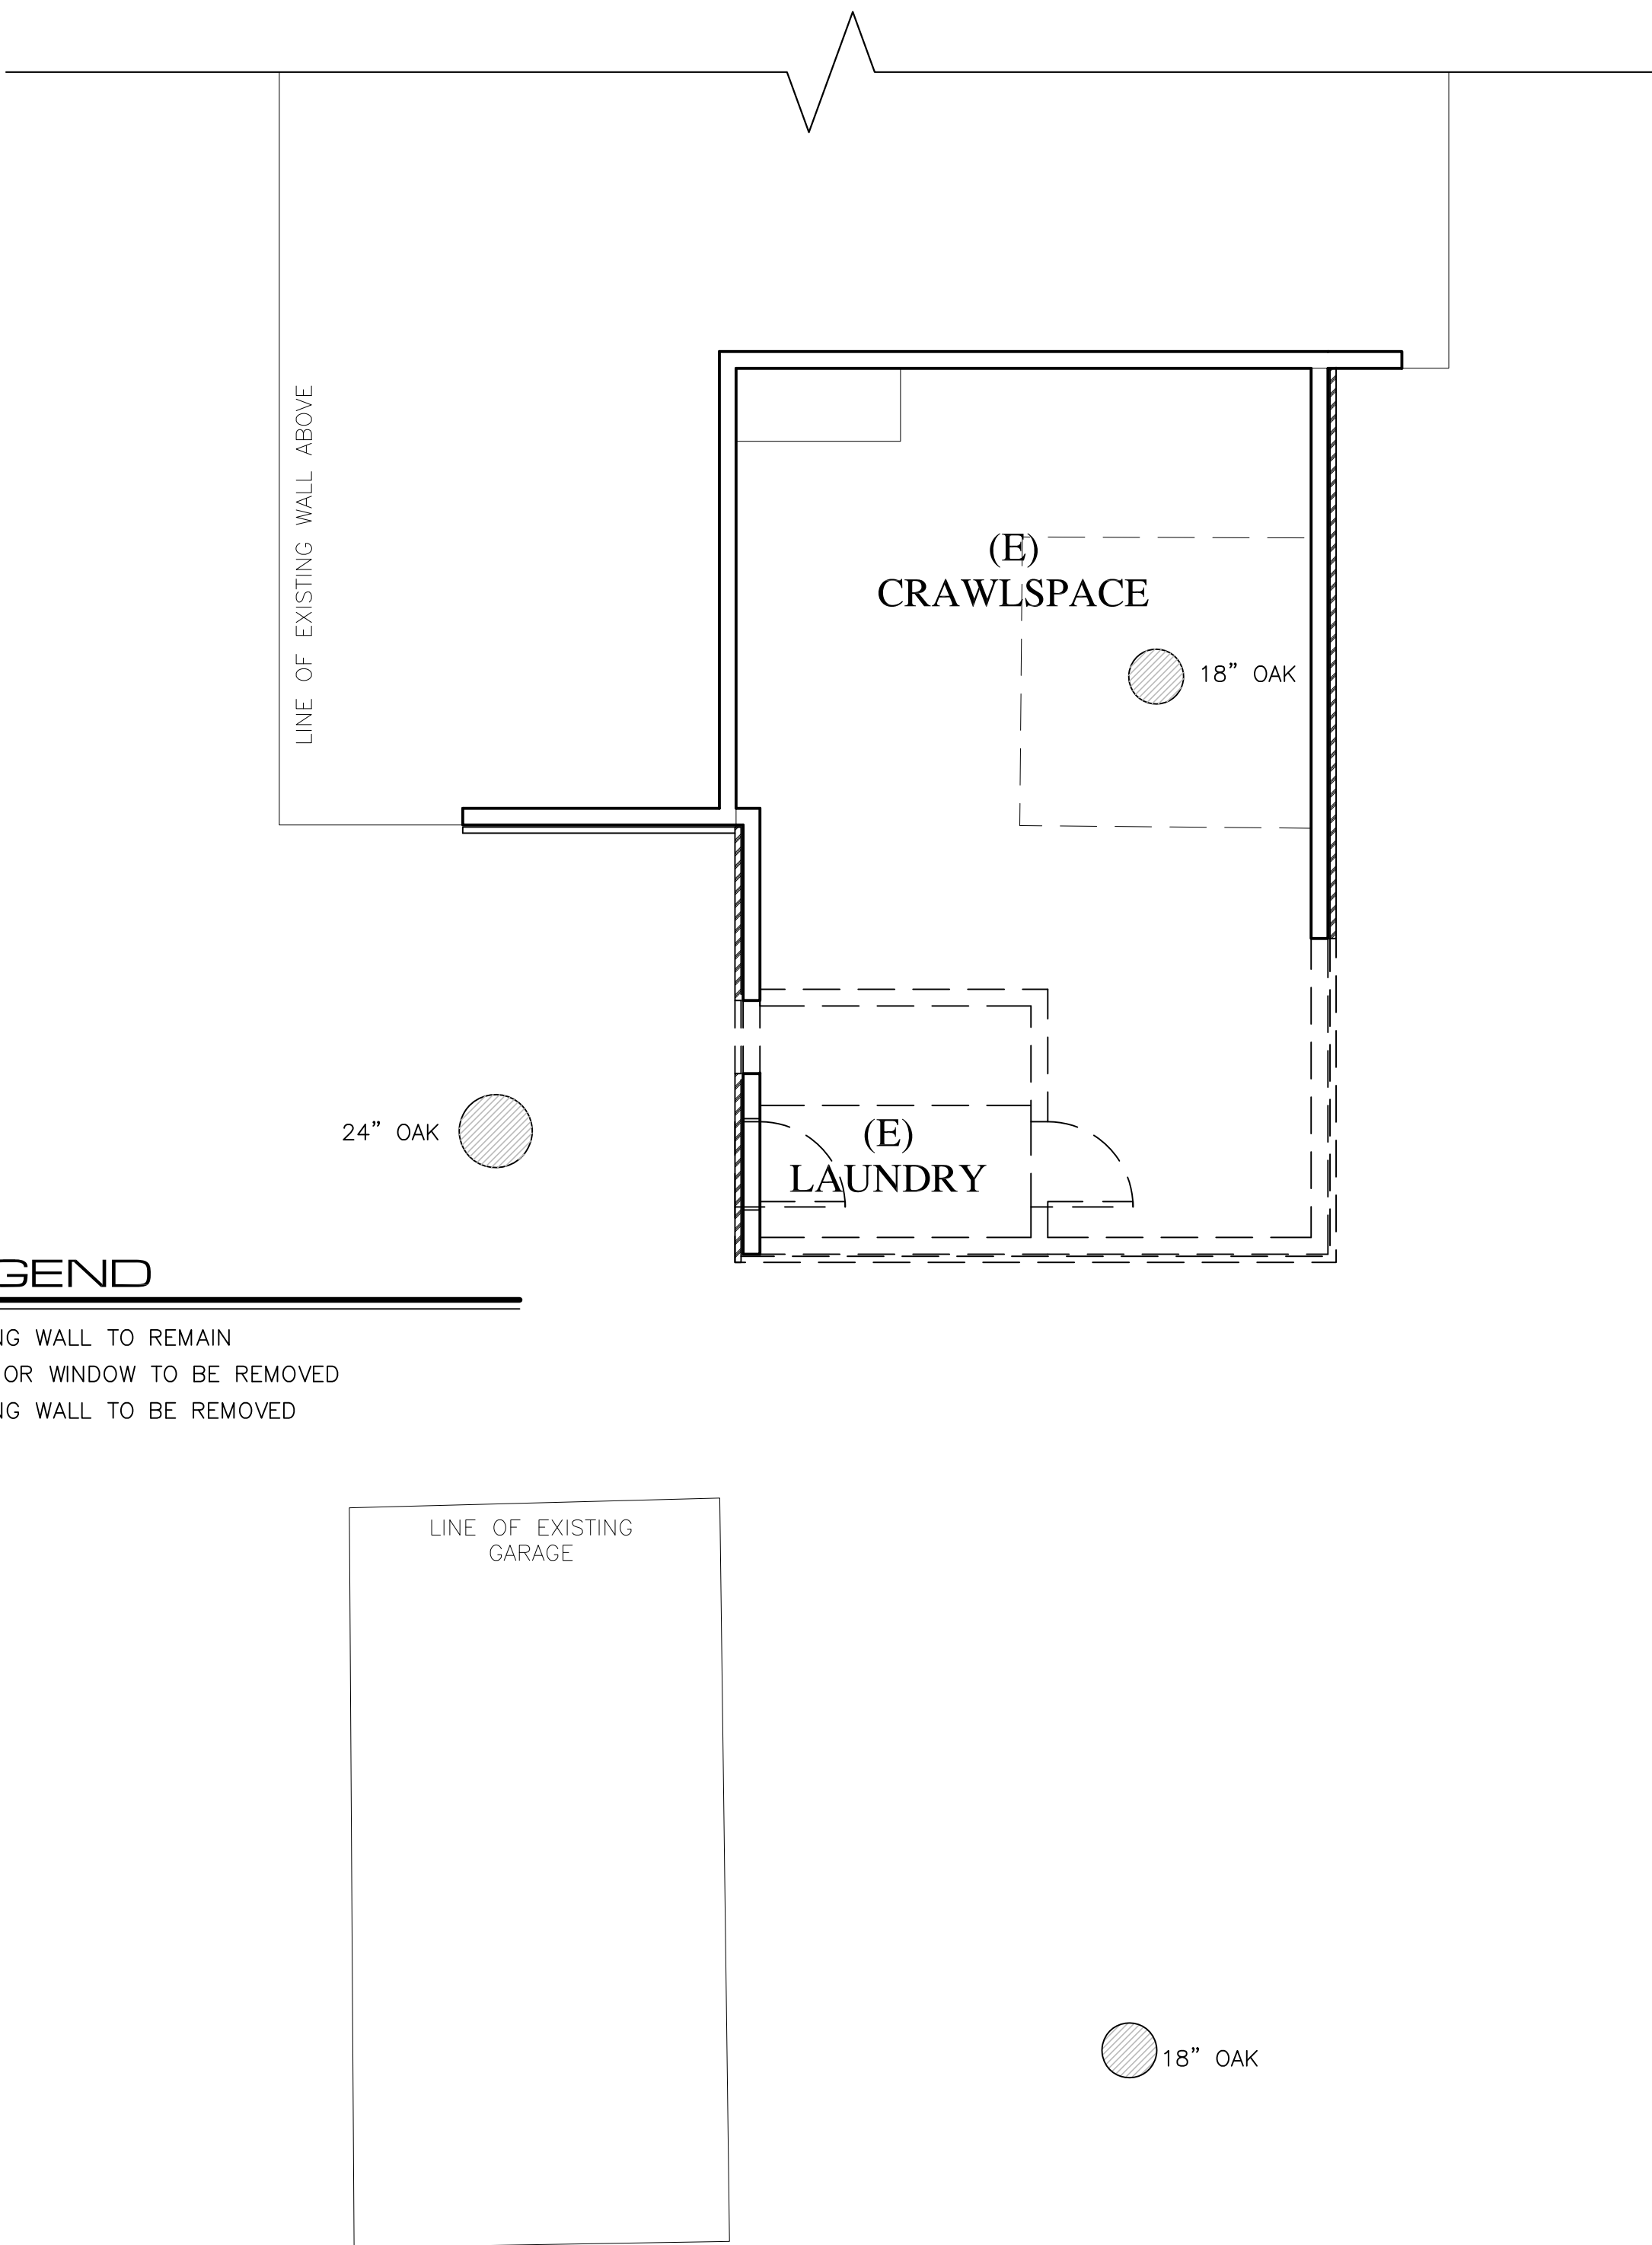 LINE OF EXISTING WALL ABOVE
(E)
CRAWLSPACE
18” OAK
24” OAK
(E)
LAUNDRY
GEND
NG WALL TO REMAIN
OR WINDOW TO BE REMOVED
NG WALL TO BE REMOVED
LINE OF EXISTING
GARAGE
18” OAK